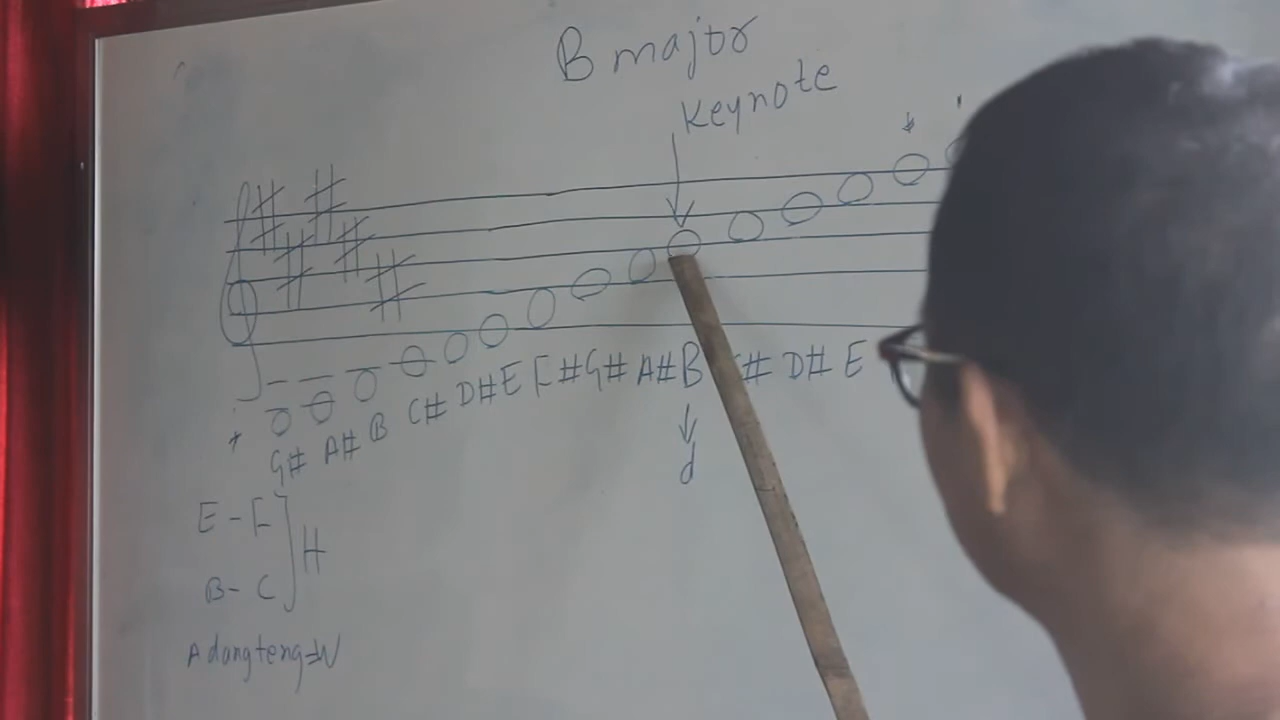 B major
Keynote
G# A# B C# D# E F# G# A# B # D# E
d
E - F
H
B - C
A dangteng=W